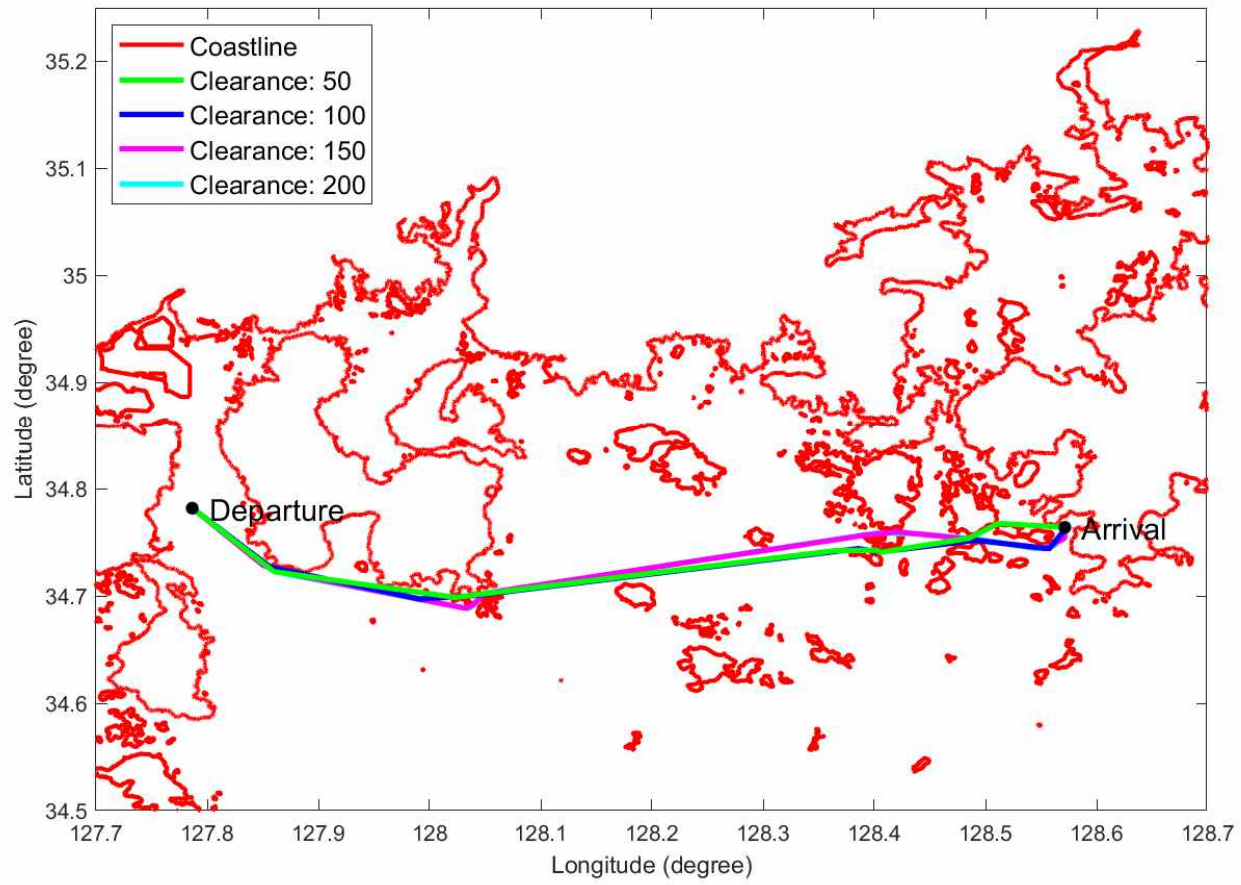 Coastline
Clearance: 50
Clearance: 100
Clearance: 150
Clearance: 200
35.2
35.1
35
34.9
34.8
34.7
34.6
34.5
Latitude (degree)
Departure
Arrival
127.7 127.8 127.9 128 128.1 128.2 128.3 128.4 128.5 128.6 128.7
Longitude (degree)